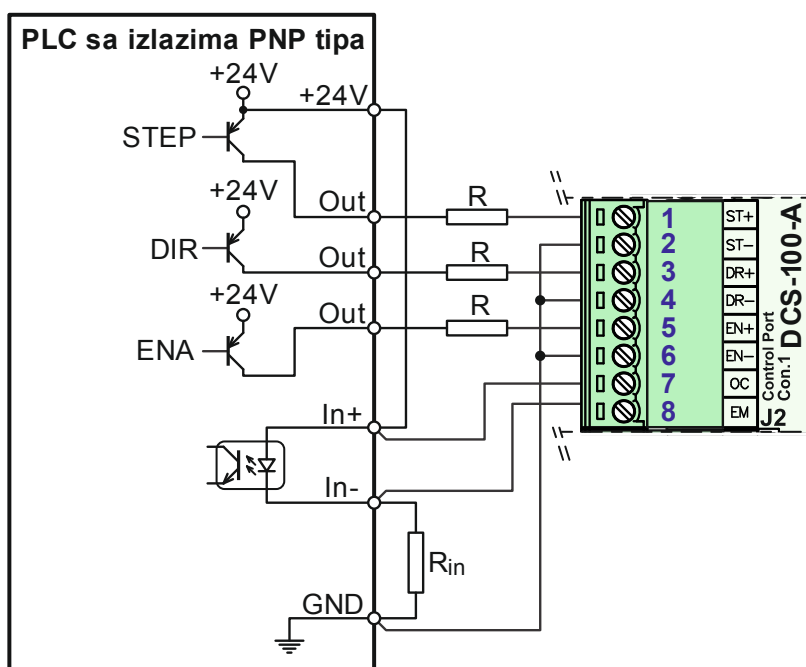 PLC sa izlazima PNP tipa
+24V
+24V
STEP
+24V
Out
R
DIR
Out
R
+24V
Out
R
ENA
In+
In-
Rin
GND
1 ST+
2 ST−
3 DR+
4 DR−
5 EN+
6 EN−
7 OC
8 EM
Control Port
Con.1
DCS-100-A
J2